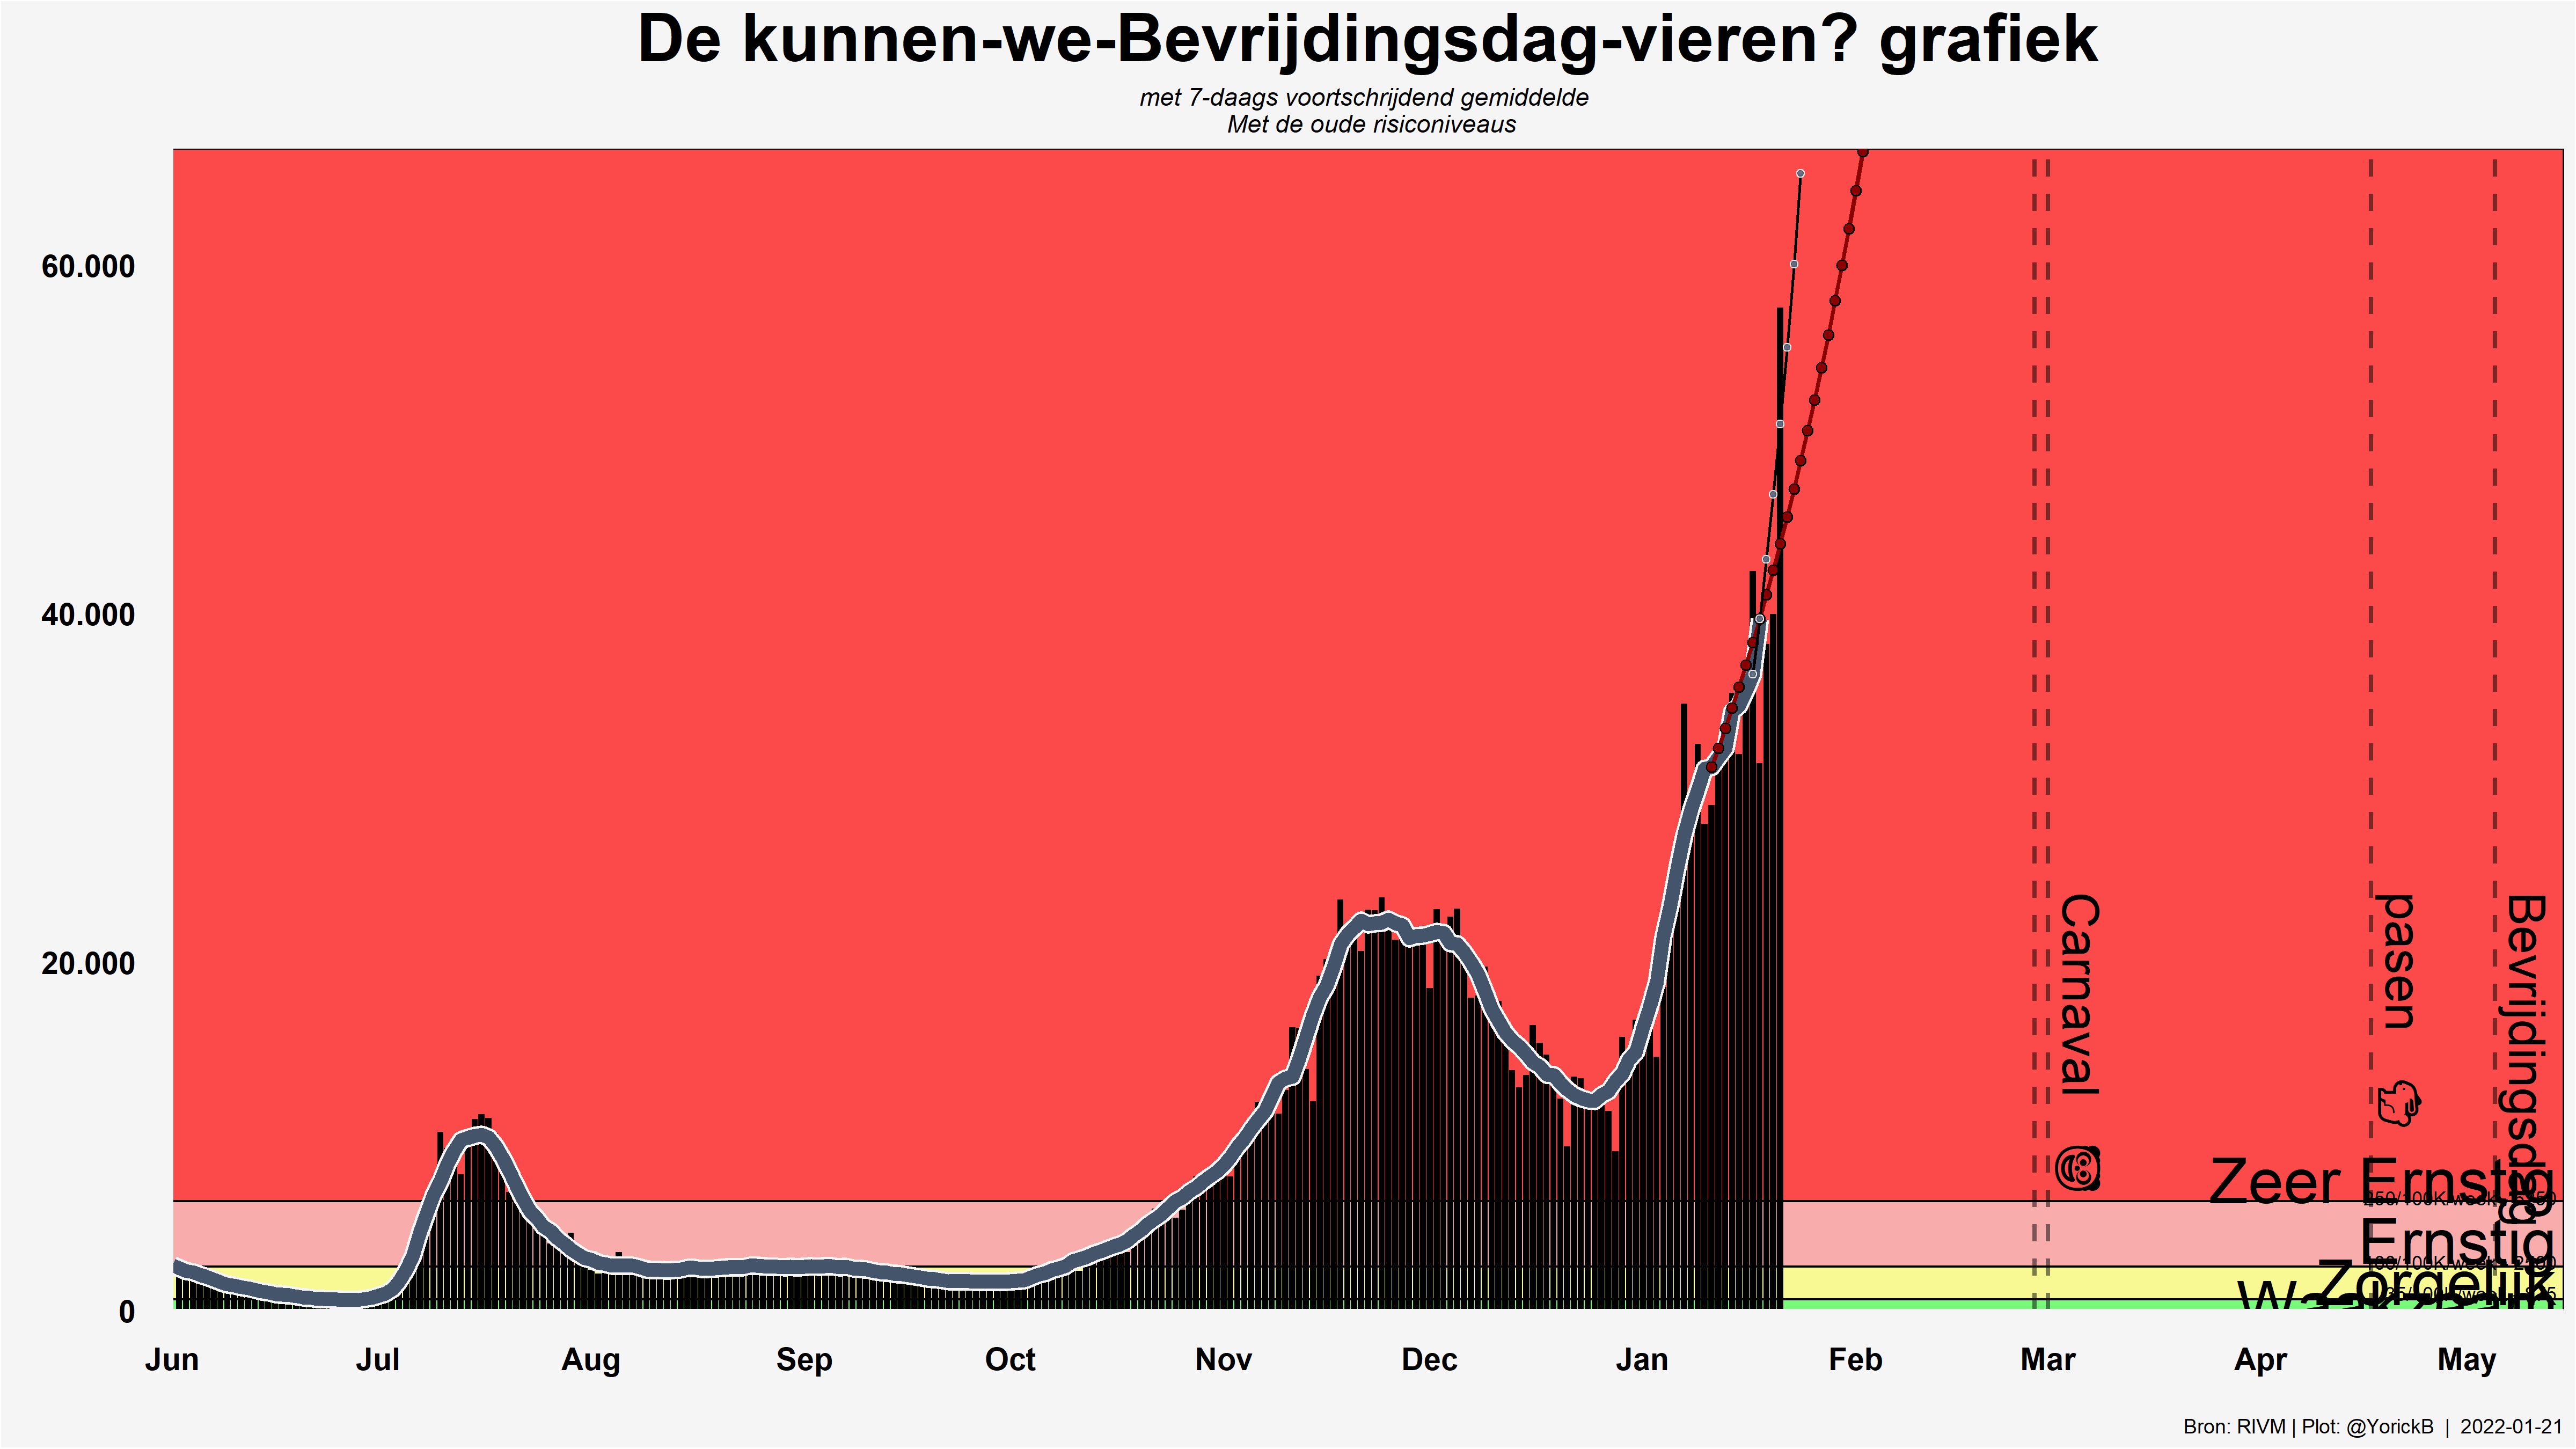 De kunnen-we-Bevrijdingsdag-vieren? grafiek
met 7-daags voortschrijdend gemiddelde
Met de oude risiconiveaus
60.000
40.000
20.000
0
Carnaval
pasen
Bevrijdingsdag
Zeer Ernstig
Ernstig
Zorgelijk
Waakzaam
Jun Jul Aug Sep Oct Nov Dec Jan Feb Mar Apr May
Bron: RIVM | Plot: @YorickB | 2022-01-21